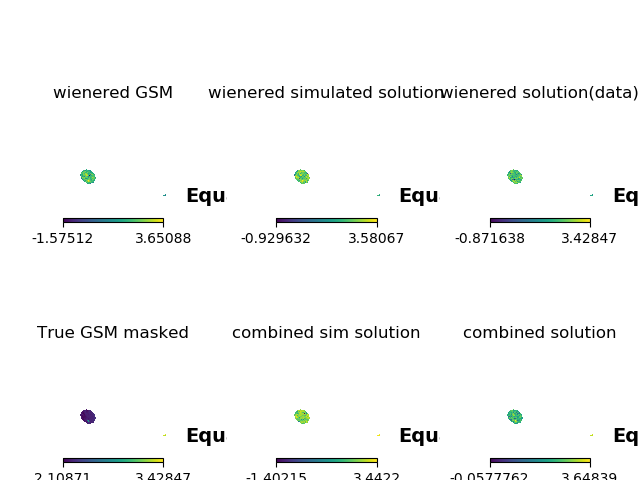 wienered GSM
wienered simulated solution
wienered solution(data)
Equ
Equ
Eq
-1.57512 3.65088
-0.929632 3.58067
-0.871638 3.42847
True GSM masked
combined sim solution
combined solution
Equ
Equ
Eq
2.10871 3.42847
-1.40215 3.4422
-0.0577762 3.64839